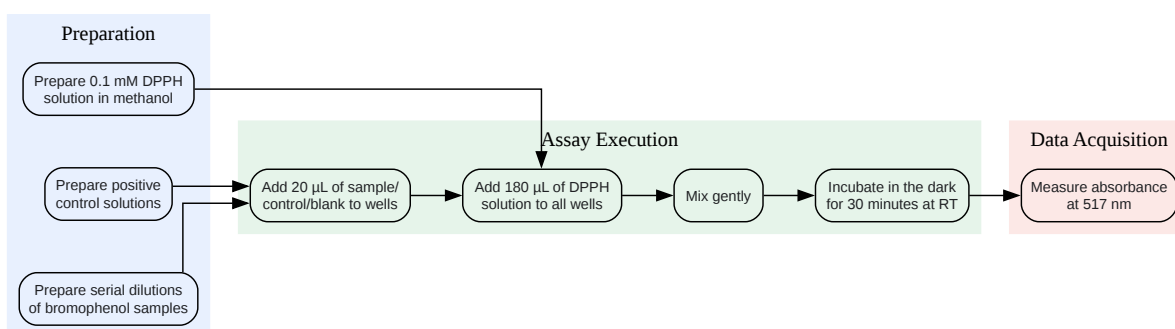 Preparation
Prepare 0.1 mM DPPH
solution in methanol
Prepare positive
control solutions
Prepare serial dilutions
of bromophenol samples
Assay Execution
Add 20 µL of sample/
control/blank to wells
Add 180 µL of DPPH
solution to all wells
Mix gently
Incubate in the dark
for 30 minutes at RT
Data Acquisition
Measure absorbance
at 517 nm